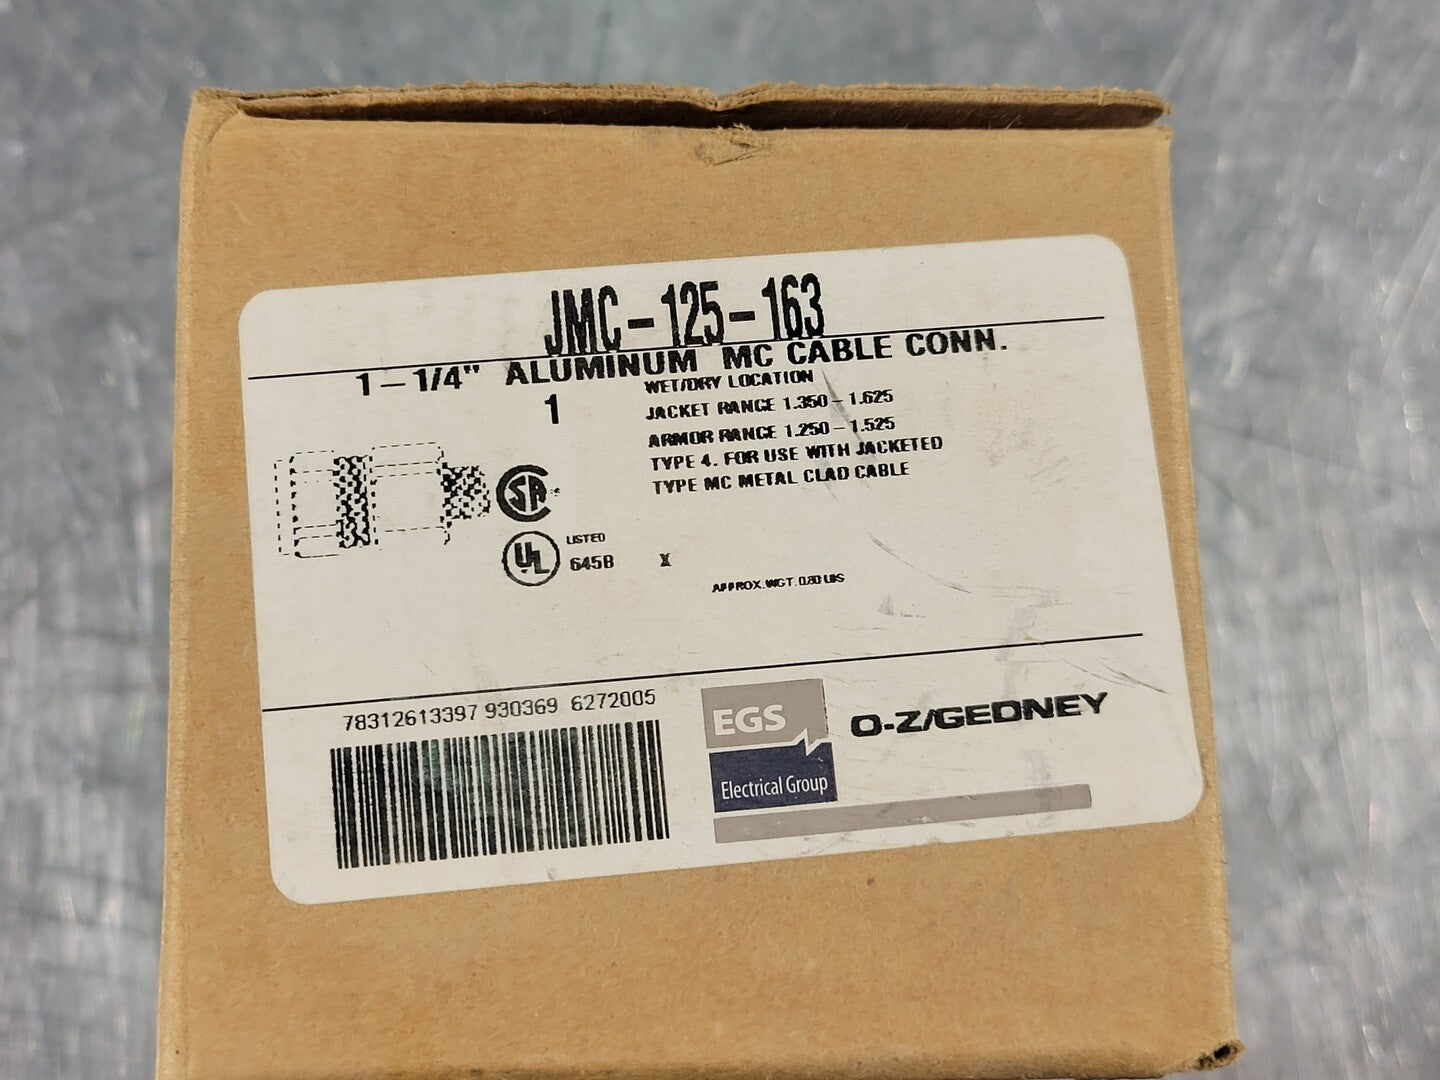 JMC-125-163
1-1/4" ALUMINUM MC CABLE CONN.
1
WET/DRY LOCATION
JACKET RANGE 1.350 - 1.625
ARMOR RANGE 1.250 - 1.525
TYPE 4. FOR USE WITH JACKETED
TYPE MC METAL CLAD CABLE
CSA
UL LISTED
645B X
APPROX. WGT. 0.80 LBS
78312613397 930369 6272005
EGS
Electrical Group
O-Z/GEDNEY